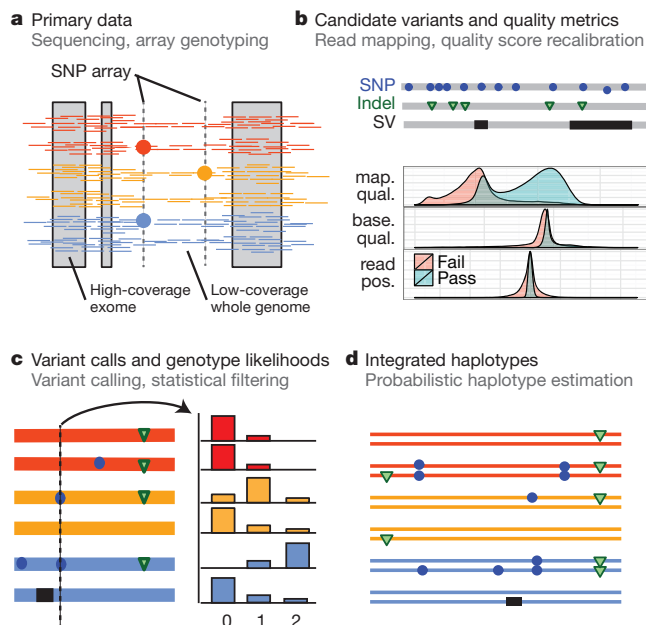 a Primary data
Sequencing, array genotyping
SNP array
High-coverage
exome
Low-coverage
whole genome
b Candidate variants and quality metrics
Read mapping, quality score recalibration
SNP
Indel
SV
map.
qual.
base.
qual.
read
pos.
Fail
Pass
c Variant calls and genotype likelihoods
Variant calling, statistical filtering
0 1 2
d Integrated haplotypes
Probabilistic haplotype estimation